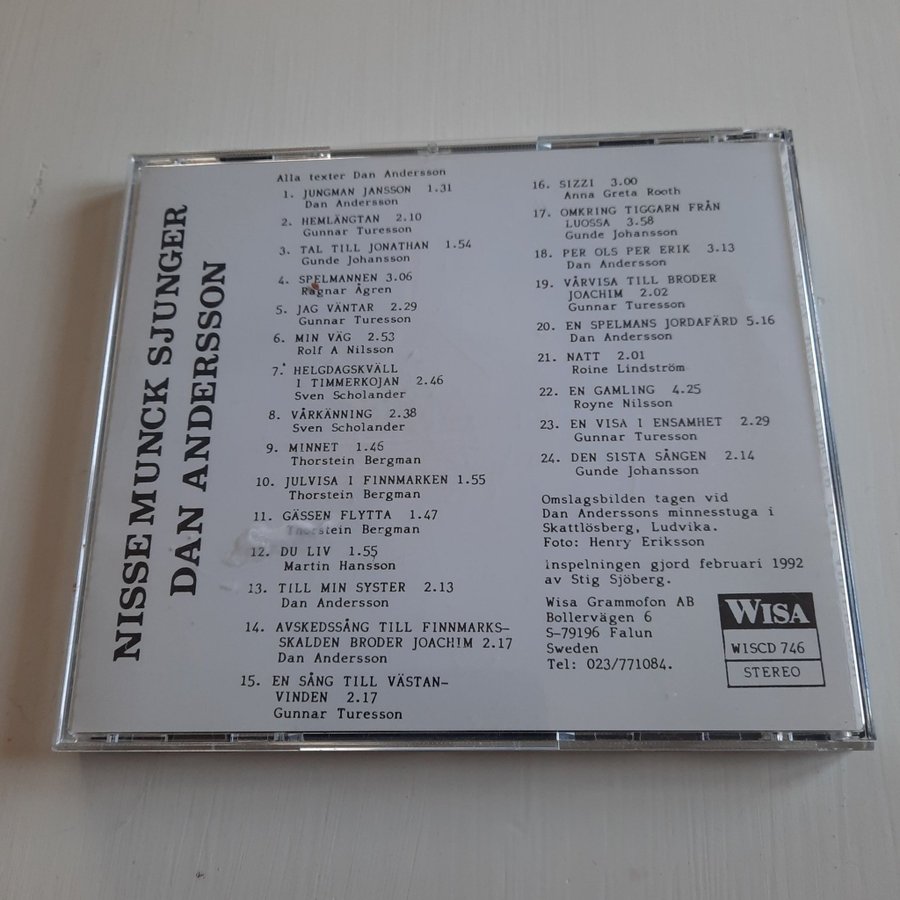 NISSE MUNCK SJUNGER
DAN ANDERSSON
Alla texter Dan Andersson
1. JUNGMAN JANSSON 1.31
Dan Andersson
2. HEMLÄNGTAN 2.10
Gunnar Turesson
3. TAL TILL JONATHAN 1.54
Gunde Johansson
4. SPELMANNEN 3.06
Ragnar Ågren
5. JAG VÄNTAR 2.29
Gunnar Turesson
6. MIN VÄG 2.53
Rolf A Nilsson
7. HELGDAGSKVÄLL
I TIMMERKOJAN 2.46
Sven Scholander
8. VÅRKÄNNING 2.38
Sven Scholander
9. MINNET 1.46
Thorstein Bergman
10. JULVISA I FINNMARKEN 1.55
Thorstein Bergman
11. GÄSSEN FLYTTA 1.47
Thorstein Bergman
12. DU LIV 1.55
Martin Hansson
13. TILL MIN SYSTER 2.13
Dan Andersson
14. AVSKEDSSÅNG TILL FINNMARKS-
SKALDEN BRODER JOACHIM 2.17
Dan Andersson
15. EN SÅNG TILL VÄSTAN-
VINDEN 2.17
Gunnar Turesson
16. SIZZI 3.00
Anna Greta Rooth
17. OMKRING TIGGARN FRÅN
LUOSSA 3.58
Gunde Johansson
18. PER OLS PER ERIK 3.13
Dan Andersson
19. VÅRVISA TILL BRODER
JOACHIM 2.02
Gunnar Turesson
20. EN SPELMANS JORDAFÄRD 5.16
Dan Andersson
21. NATT 2.01
Roine Lindström
22. EN GAMLING 4.25
Royne Nilsson
23. EN VISA I ENSAMHET 2.29
Gunnar Turesson
24. DEN SISTA SÅNGEN 2.14
Gunde Johansson
Omslagsbilden tagen vid
Dan Anderssons minnesstuga i
Skattlösberg, Ludvika.
Foto: Henry Eriksson
Inspelningen gjord februari 1992
av Stig Sjöberg.
Wisa Grammofon AB
Bollervägen 6
S-79196 Falun
Sweden
Tel: 023/771084.
WISA
WISCD 746
STEREO